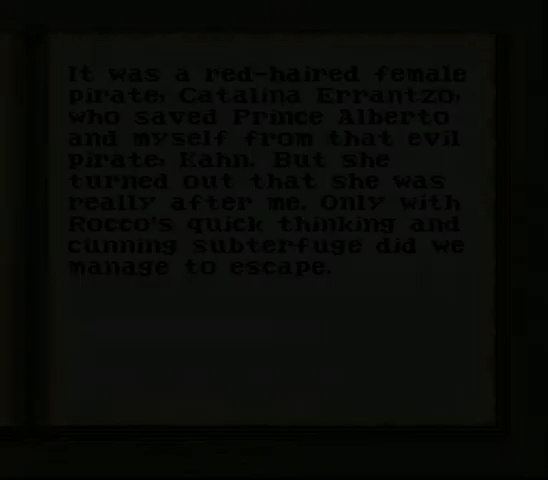 It was a red-haired female
pirate, Catalina Errantzo,
who saved Prince Alberto
and myself from that evil
pirate, Kahn. But she
turned out that she was
really after me. Only with
Rocco's quick thinking and
cunning subterfuge did we
manage to escape.